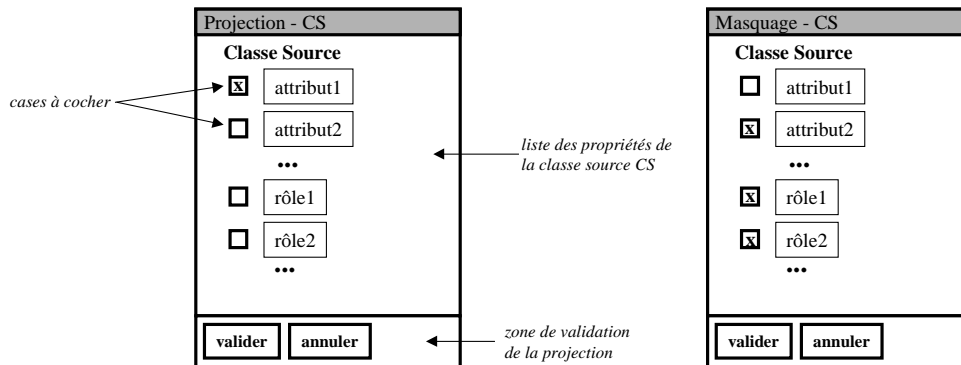 Projection - CS
Classe Source
cases à cocher
x attribut1
attribut2
...
rôle1
rôle2
...
valider annuler
liste des propriétés de
la classe source CS
zone de validation
de la projection
Masquage - CS
Classe Source
attribut1
x attribut2
...
x rôle1
x rôle2
...
valider annuler